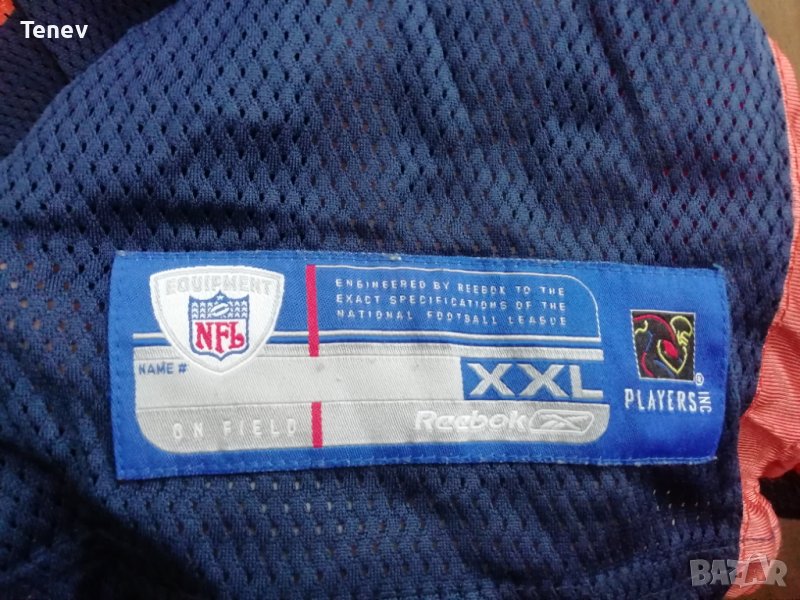 Tenev
EQUIPMENT
NFL
ENGINEERED BY REEBOK TO THE
EXACT SPECIFICATIONS OF THE
NATIONAL FOOTBALL LEAGUE
NAME #
XXL
ON FIELD
Reebok
PLAYERS INC
®
BAZAR